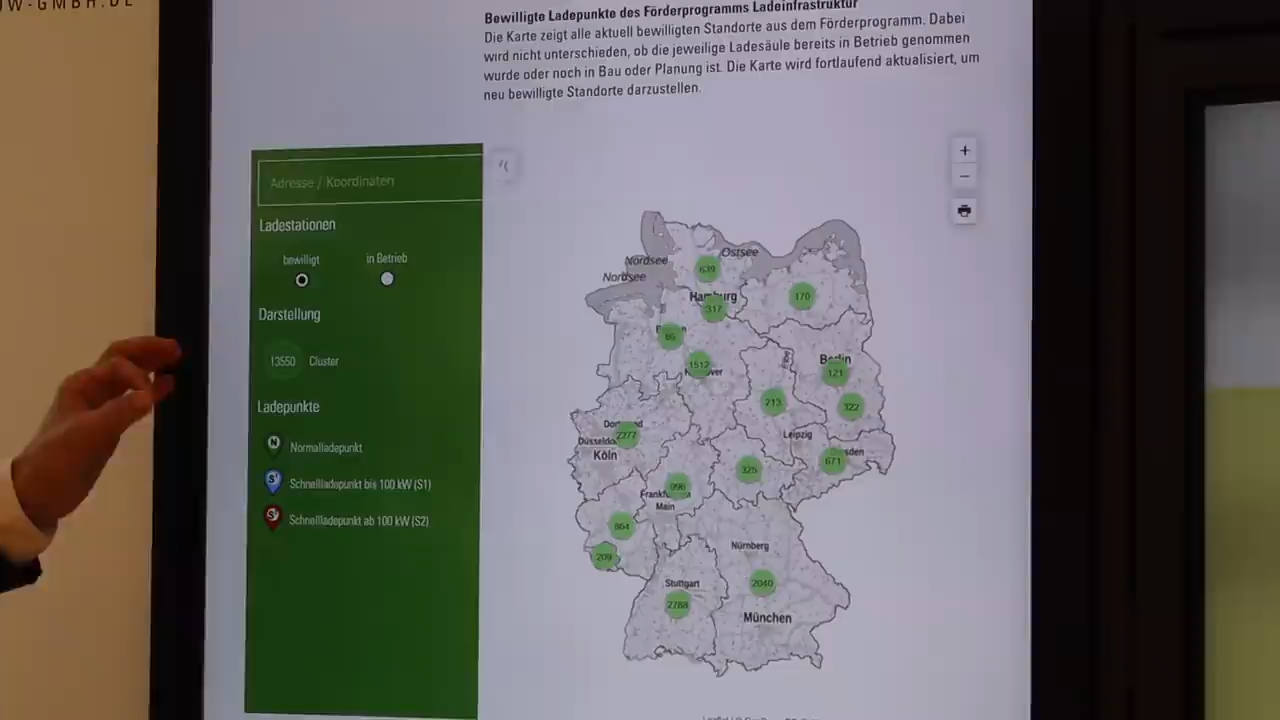 W-GMBH.DE
Bewilligte Ladepunkte des Förderprogramms Ladeinfrastruktur
Die Karte zeigt alle aktuell bewilligten Standorte aus dem Förderprogramm. Dabei
wird nicht unterschieden, ob die jeweilige Ladesäule bereits in Betrieb genommen
wurde oder noch in Bau oder Planung ist. Die Karte wird fortlaufend aktualisiert, um
neu bewilligte Standorte darzustellen.
Adresse / Koordinaten
Ladestationen
bewilligt
in Betrieb
Darstellung
13550 Cluster
Ladepunkte
N Normalladepunkt
S Schnellladepunkt bis 100 kW (S1)
S Schnellladepunkt ab 100 kW (S2)
+
−
Ostsee
Nordsee
Nordsee
639
170
317
1512
Berlin
121
213
322
2277
Leipzig
671
Köln
325
Main
864
209
Nürnberg
Stuttgart
2040
2788
München